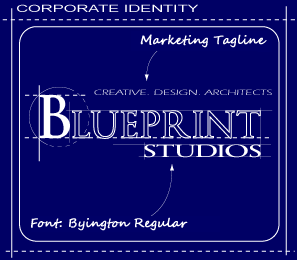 CORPORATE IDENTITY
Marketing Tagline
CREATIVE. DESIGN. ARCHITECTS
BLUEPRINT
STUDIOS
Font: Byington Regular